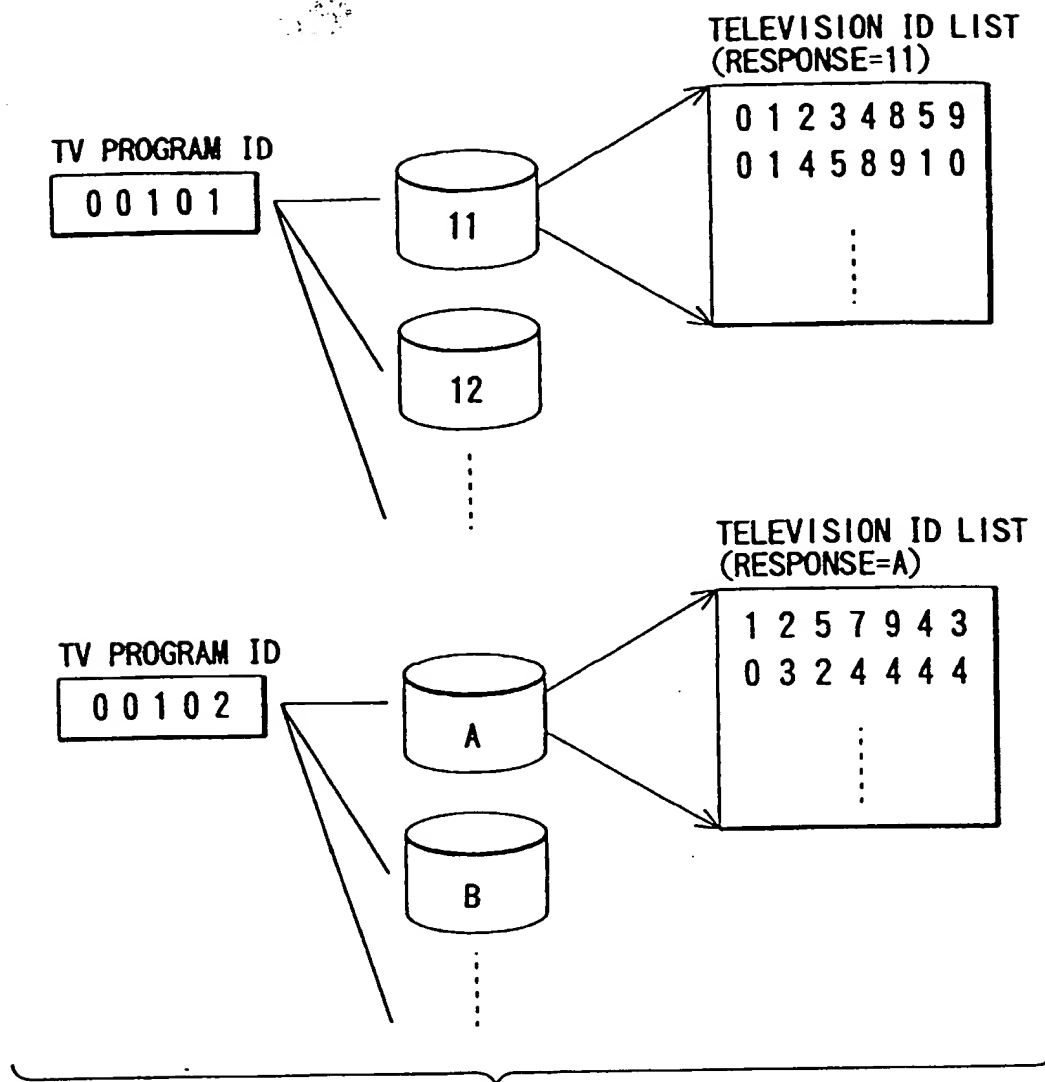 TELEVISION ID LIST
(RESPONSE=11)
0 1 2 3 4 8 5 9
0 1 4 5 8 9 1 0
TV PROGRAM ID
0 0 1 0 1
11
12
TELEVISION ID LIST
(RESPONSE=A)
1 2 5 7 9 4 3
0 3 2 4 4 4 4
TV PROGRAM ID
0 0 1 0 2
A
B